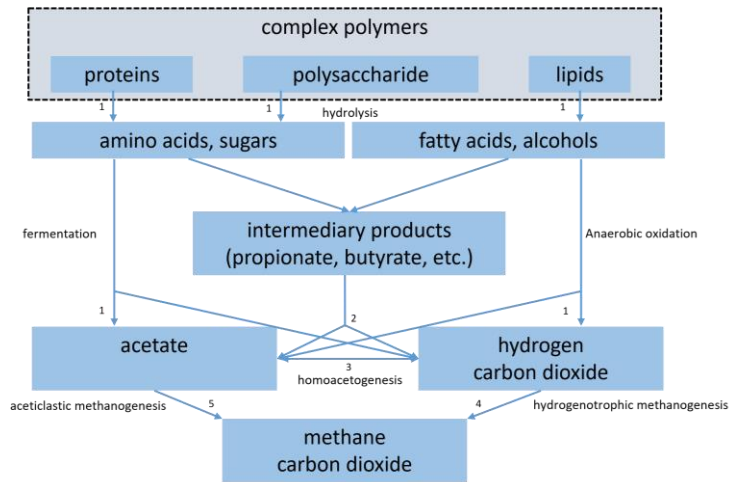 complex polymers
proteins
polysaccharide
lipids
1
1
1
hydrolysis
amino acids, sugars
fatty acids, alcohols
fermentation
intermediary products
(propionate, butyrate, etc.)
Anaerobic oxidation
1
2
1
acetate
3
homoacetogenesis
hydrogen
carbon dioxide
aceticlastic methanogenesis
5
4
hydrogenotrophic methanogenesis
methane
carbon dioxide